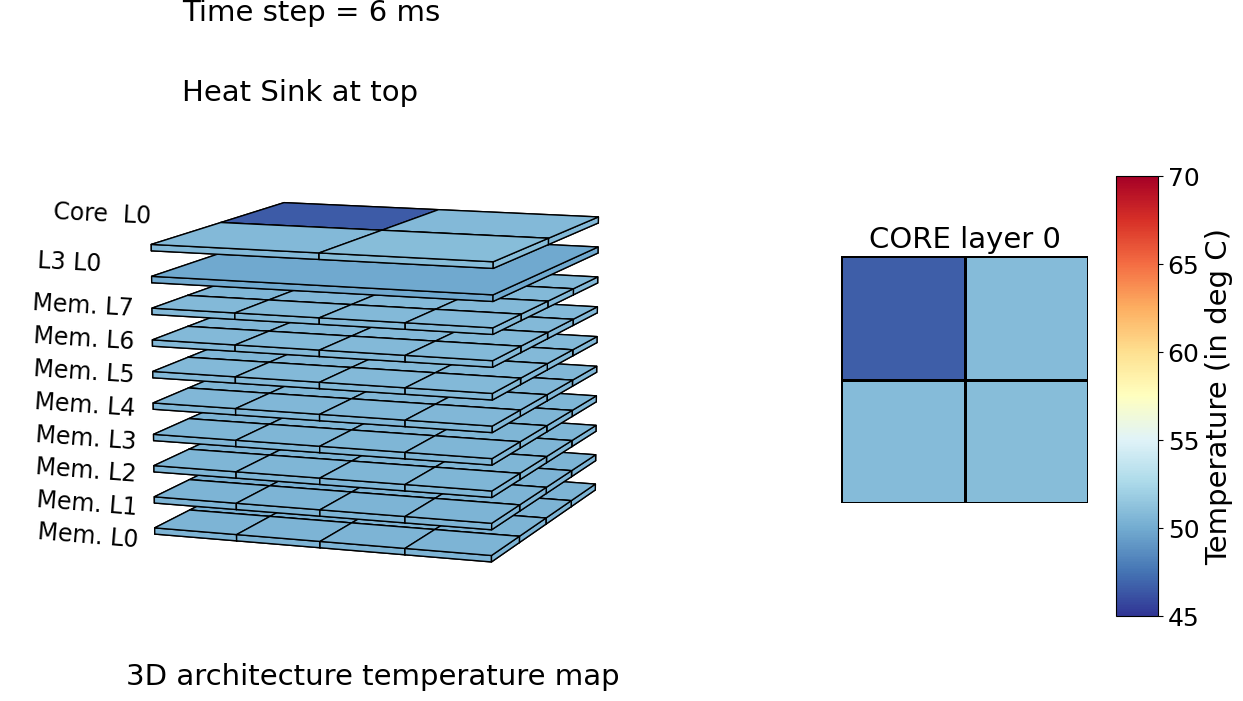 Time step = 6 ms
Heat Sink at top
Core L0
L3 L0
Mem. L7
Mem. L6
Mem. L5
Mem. L4
Mem. L3
Mem. L2
Mem. L1
Mem. L0
3D architecture temperature map
CORE layer 0
70
65
60
55
50
45
Temperature (in deg C)